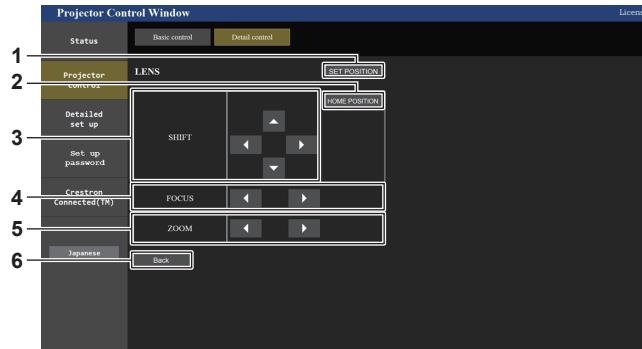 Projector Control Window
Licens
Status
Basic control
Detail control
1
LENS
SET POSITION
2
Projector
control
HOME POSITION
Detailed
set up
3
SHIFT
Set up
password
Crestron
Connected(TM)
4
FOCUS
5
ZOOM
Japanese
6
Back